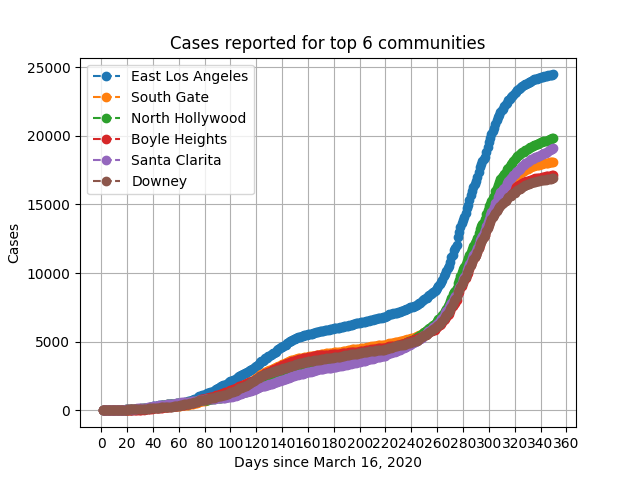 Cases reported for top 6 communities
25000
20000
15000
10000
5000
0
Cases
East Los Angeles
South Gate
North Hollywood
Boyle Heights
Santa Clarita
Downey
0 20 40 60 80 100 120 140 160 180 200 220 240 260 280 300 320 340 360
Days since March 16, 2020